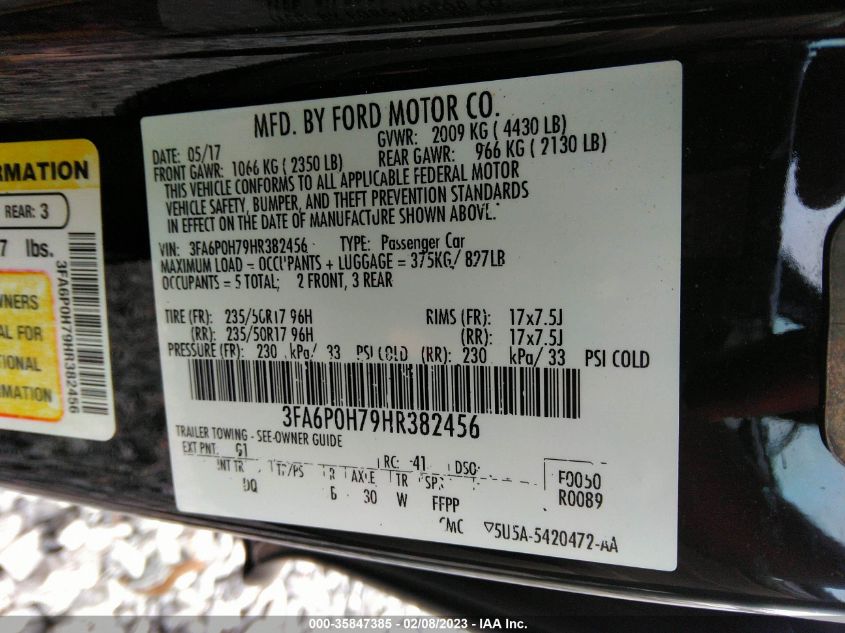 MFD. BY FORD MOTOR CO.
DATE: 05/17 GVWR: 2009 KG ( 4430 LB)
FRONT GAWR: 1066 KG ( 2350 LB) REAR GAWR: 966 KG ( 2130 LB)
THIS VEHICLE CONFORMS TO ALL APPLICABLE FEDERAL MOTOR
VEHICLE SAFETY, BUMPER, AND THEFT PREVENTION STANDARDS
IN EFFECT ON THE DATE OF MANUFACTURE SHOWN ABOVE.
VIN: 3FA6P0H79HR382456 TYPE: Passenger Car
MAXIMUM LOAD = OCCUPANTS + LUGGAGE = 375KG/ 827LB
OCCUPANTS = 5 TOTAL; 2 FRONT, 3 REAR
TIRE (FR): 235/50R17 96H RIMS (FR): 17x7.5J
(RR): 235/50R17 96H (RR): 17x7.5J
PRESSURE (FR): 230 kPa/ 33 PSI COLD (RR): 230 kPa/ 33 PSI COLD
3FA6P0H79HR382456
TRAILER TOWING - SEE OWNER GUIDE
EXT PNT: G1 RC: 41 DSO:
INT TR TP/PS R AXLE TR SPR F0050
DQ 6 30 W FFPP R0089
5U5A-5420472-AA
RMATION
REAR: 3
7 lbs.
WNERS
AL FOR
TIONAL
RMATION
3FA6P0H79HR382456
000-35847385 - 02/08/2023 - IAA Inc.